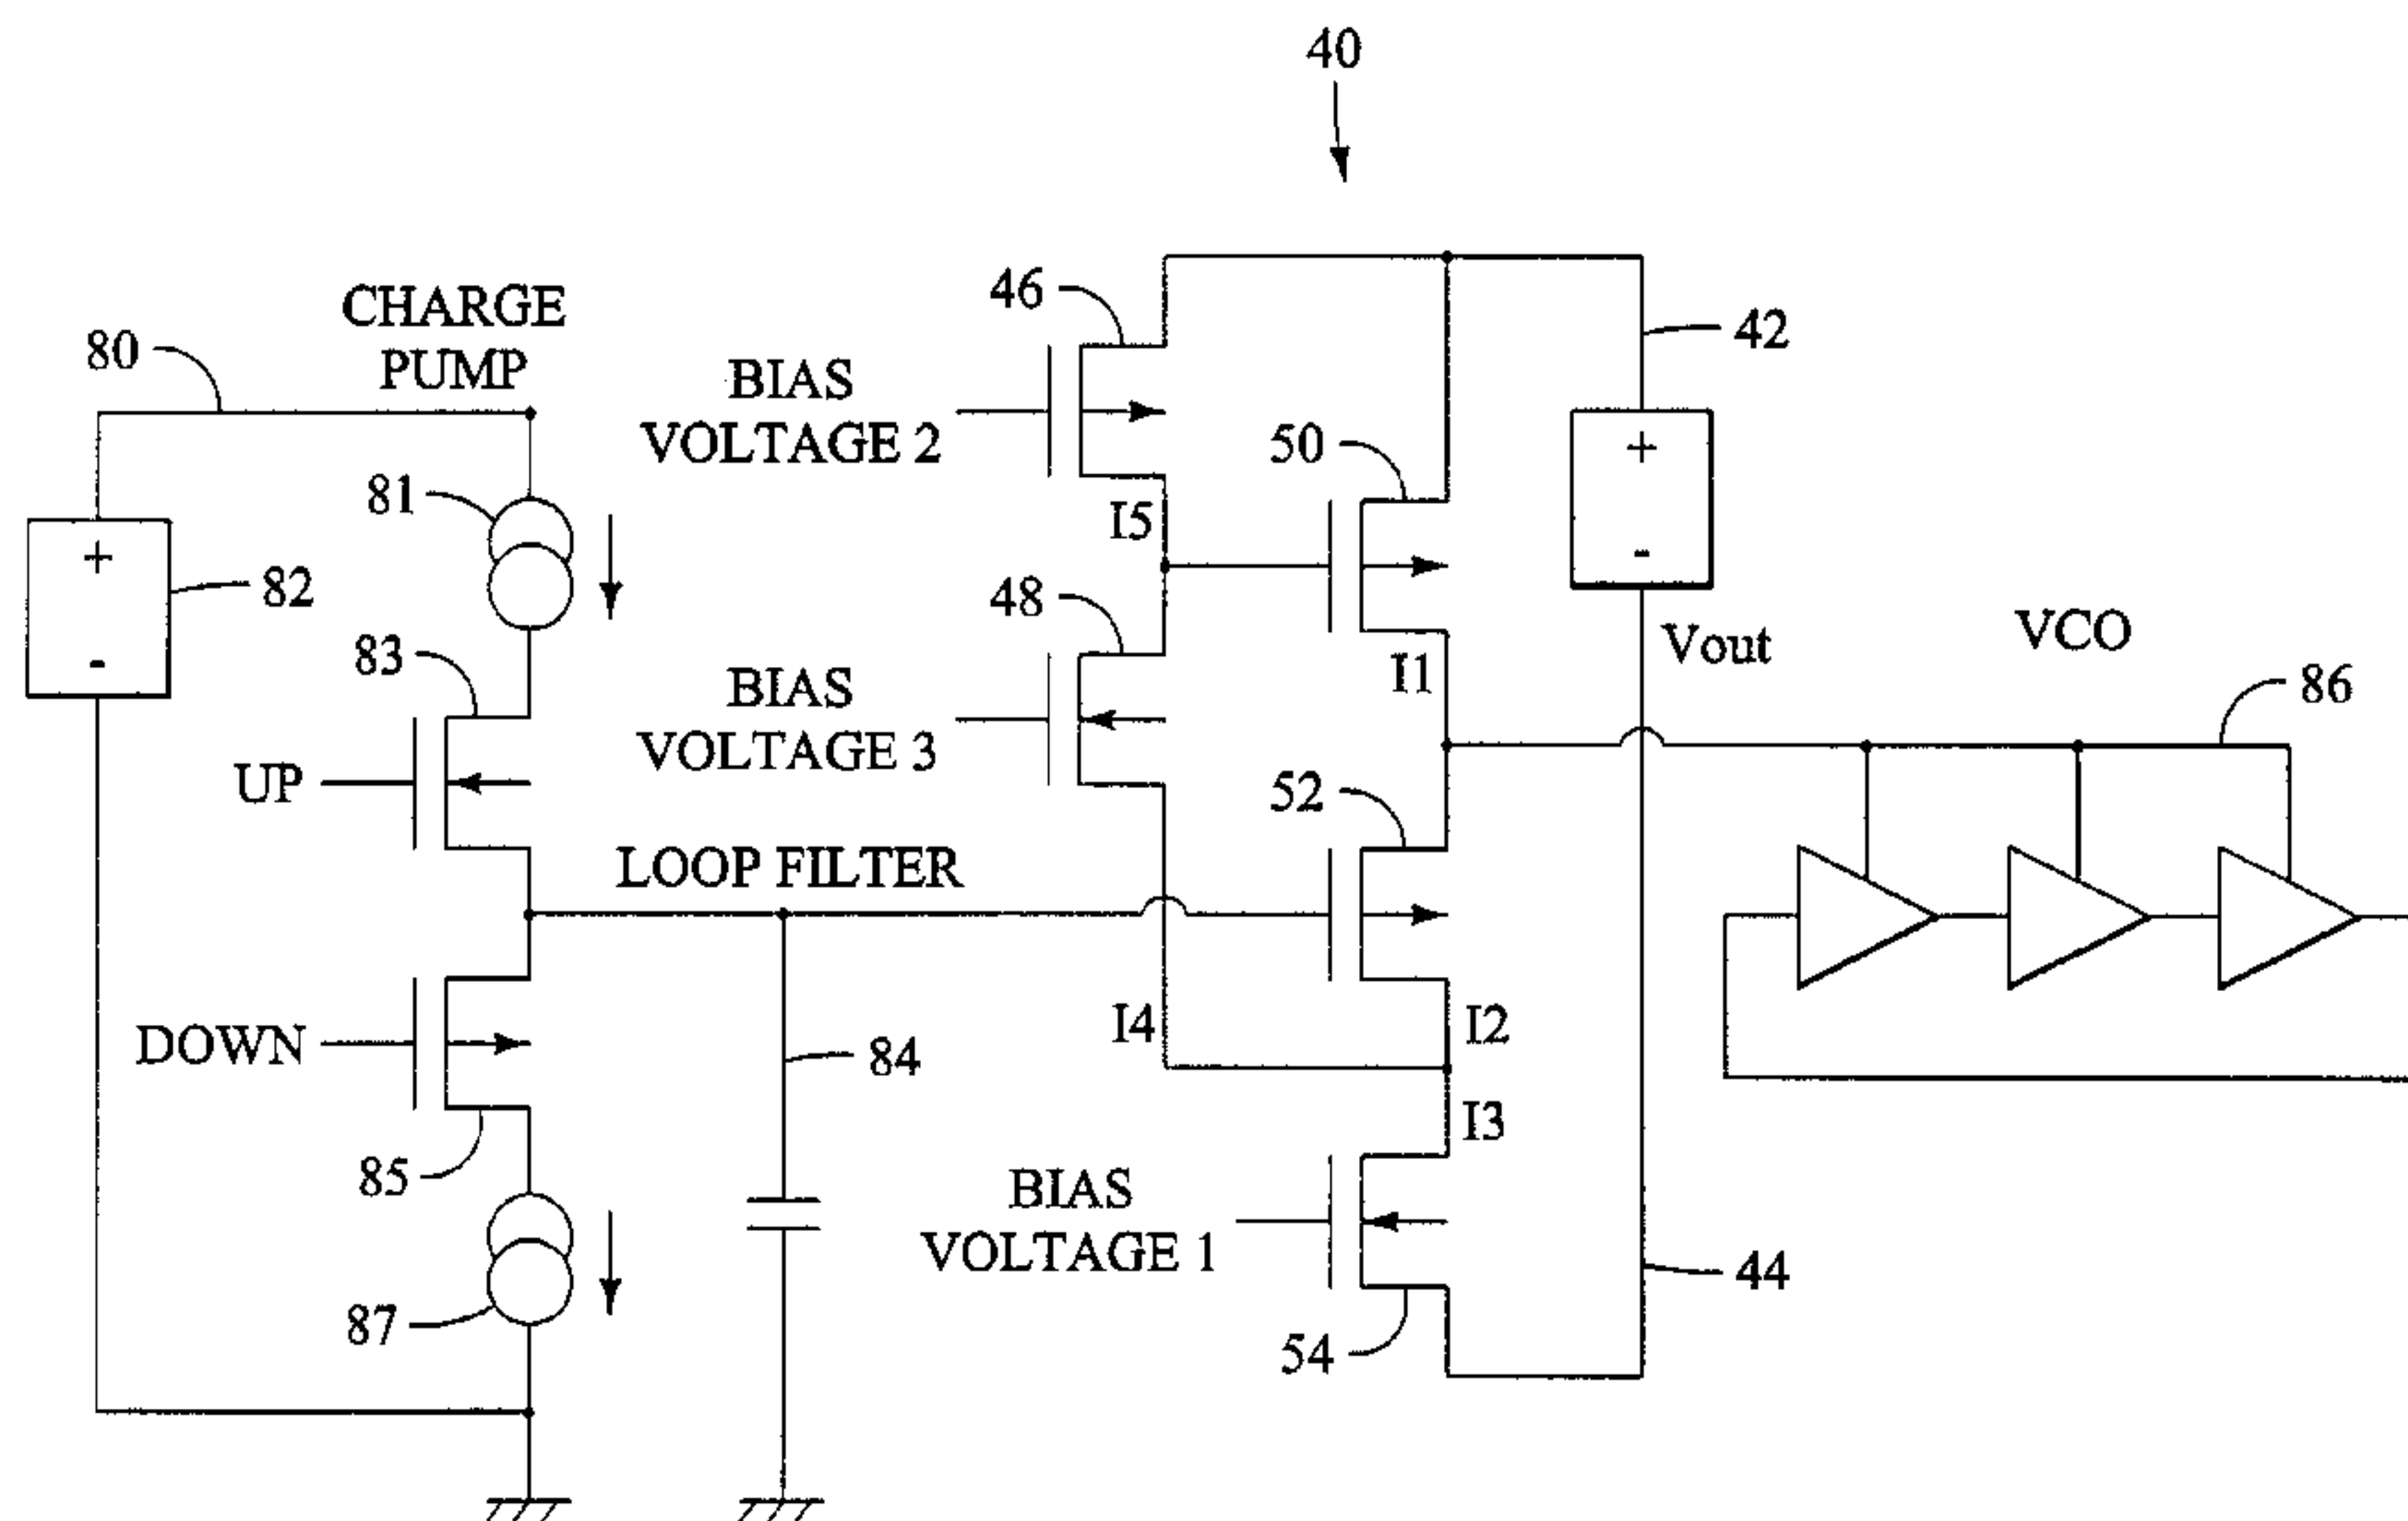 40
CHARGE
PUMP
80
81
82
83
UP
DOWN
85
87
LOOP FILTER
84
46
BIAS
VOLTAGE 2
I5
48
BIAS
VOLTAGE 3
I4
50
I1
52
I2
I3
BIAS
VOLTAGE 1
54
42
+
-
+
-
Vout
44
VCO
86